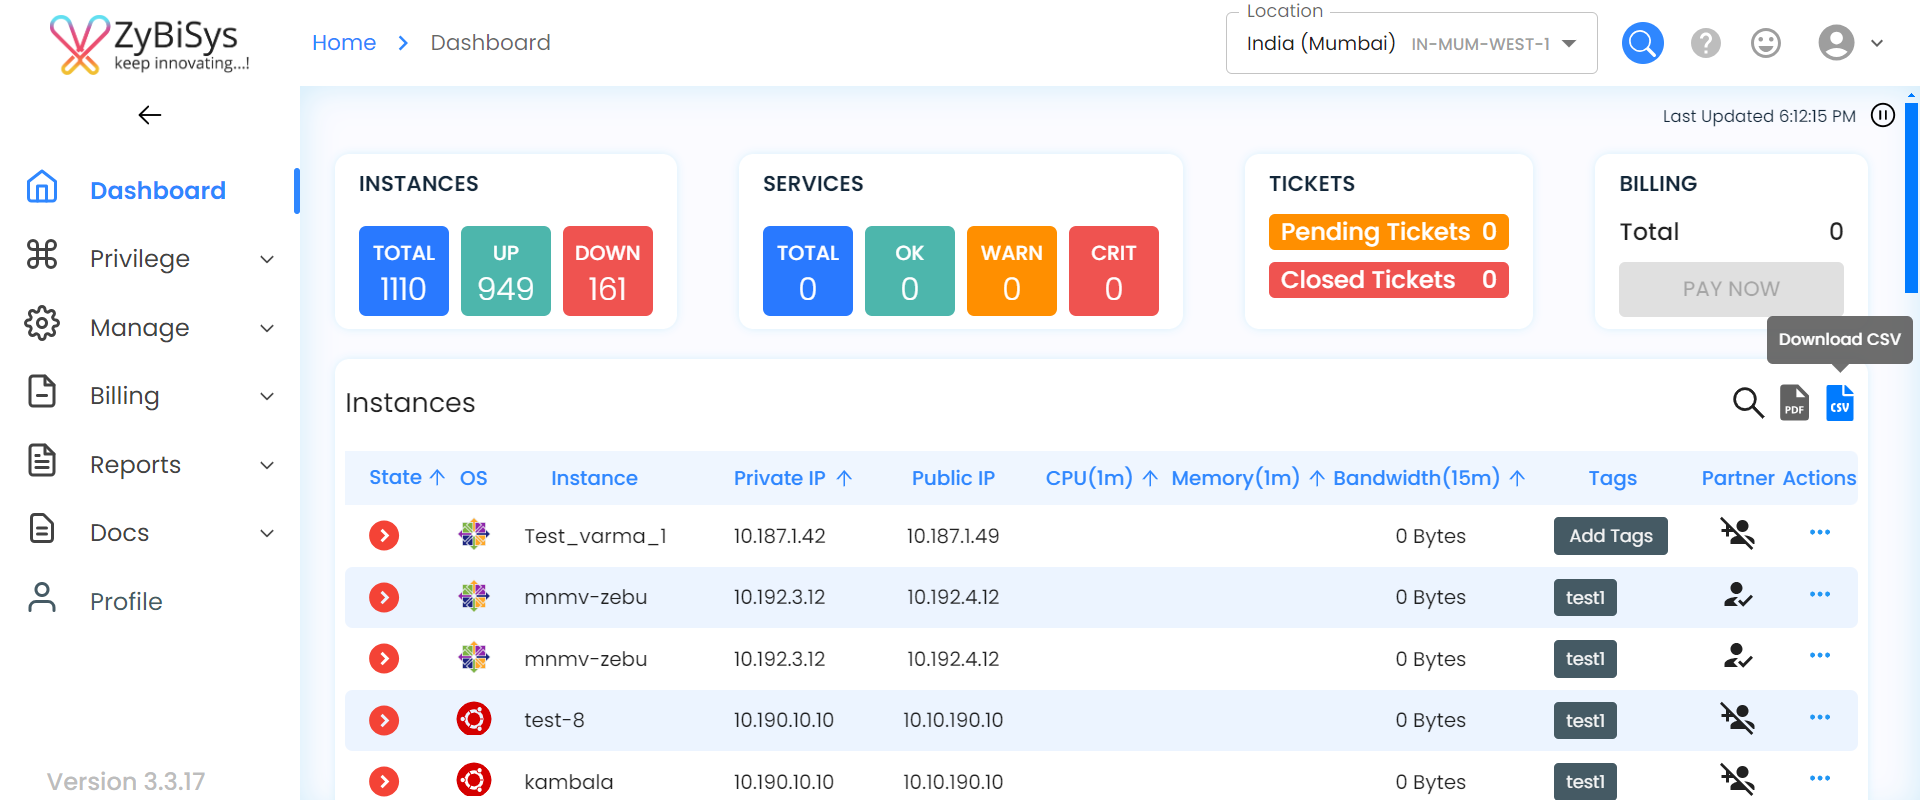 ZyBiSys
keep innovating...!
Home > Dashboard
Location
India (Mumbai) IN-MUM-WEST-1
Last Updated 6:12:15 PM
Dashboard
Privilege
Manage
Billing
Reports
Docs
Profile
Version 3.3.17
INSTANCES
TOTAL UP DOWN
1110 949 161
SERVICES
TOTAL OK WARN CRIT
0 0 0 0
TICKETS
Pending Tickets 0
Closed Tickets 0
BILLING
Total 0
PAY NOW
Download CSV
Instances
PDF CSV
State OS Instance Private IP Public IP CPU(1m) Memory(1m) Bandwidth(15m) Tags Partner Actions
Test_varma_1 10.187.1.42 10.187.1.49 0 Bytes Add Tags
mnmv-zebu 10.192.3.12 10.192.4.12 0 Bytes test1
mnmv-zebu 10.192.3.12 10.192.4.12 0 Bytes test1
test-8 10.190.10.10 10.10.190.10 0 Bytes test1
kambala 10.190.10.10 10.10.190.10 0 Bytes test1